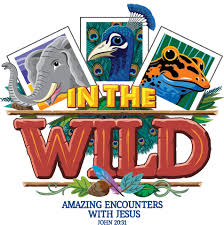 IN THE
WILD
AMAZING ENCOUNTERS
WITH JESUS
JOHN 20:31